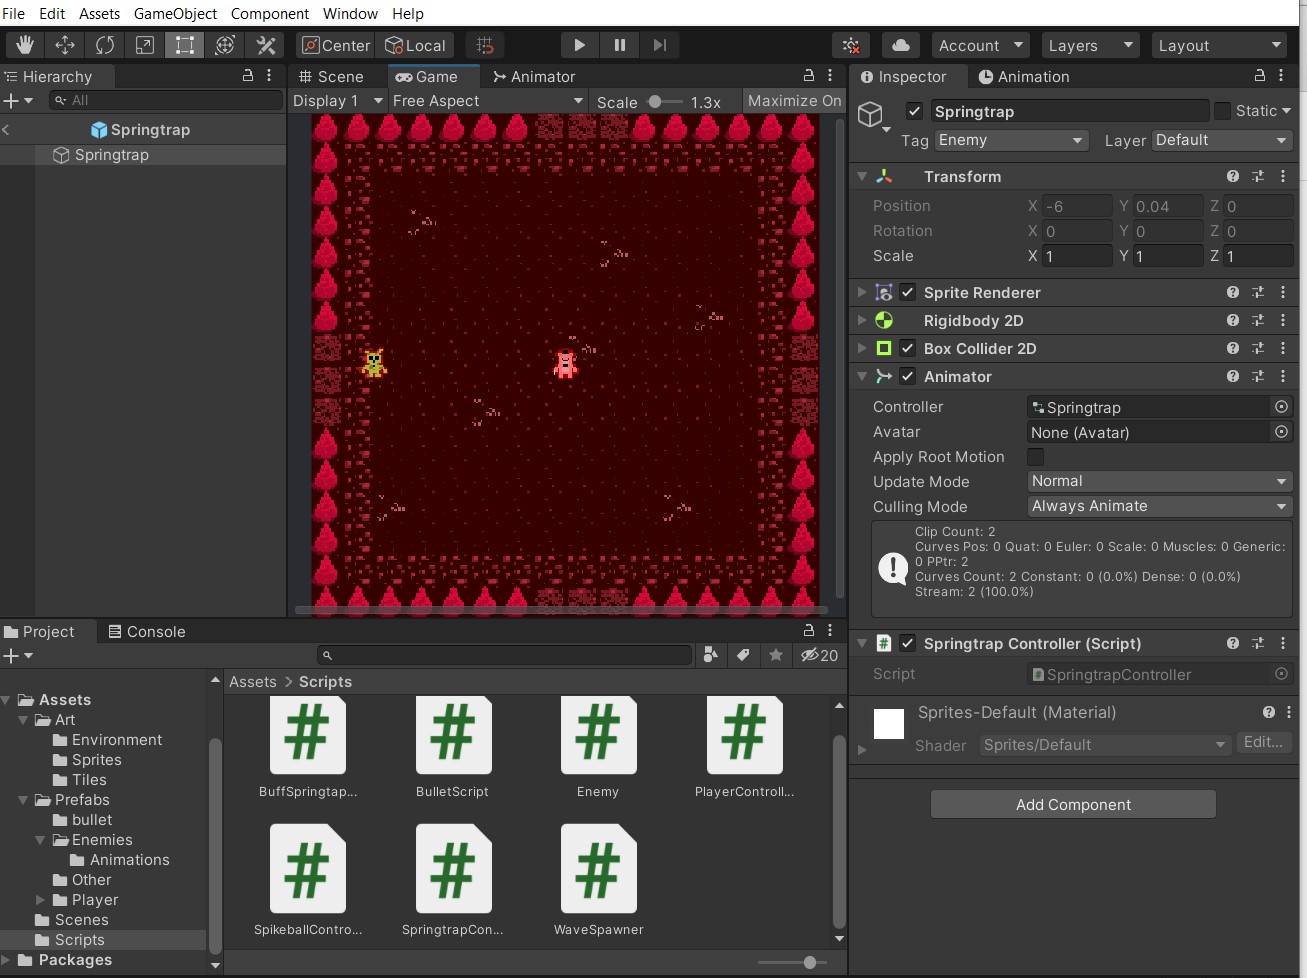 File Edit Assets GameObject Component Window Help
Center Local Account Layers Layout
Hierarchy
All
Springtrap
Springtrap
Scene Game Animator
Display 1 Free Aspect Scale 1.3x Maximize On
Inspector Animation
Springtrap Static
Tag Enemy Layer Default
Transform
Position X -6 Y 0.04 Z 0
Rotation X 0 Y 0 Z 0
Scale X 1 Y 1 Z 1
Sprite Renderer
Rigidbody 2D
Box Collider 2D
Animator
Controller Springtrap
Avatar None (Avatar)
Apply Root Motion
Update Mode Normal
Culling Mode Always Animate
Clip Count: 2
Curves Pos: 0 Quat: 0 Euler: 0 Scale: 0 Muscles: 0 Generic:
0 PPtr: 2
Curves Count: 2 Constant: 0 (0.0%) Dense: 0 (0.0%)
Stream: 2 (100.0%)
# Springtrap Controller (Script)
Script # SpringtrapController
Sprites-Default (Material)
Shader Sprites/Default Edit...
Add Component
Project Console
20
Assets
Art
Environment
Sprites
Tiles
Prefabs
bullet
Enemies
Animations
Other
Player
Scenes
Scripts
Packages
Assets > Scripts
# # # #
BuffSpringtap... BulletScript Enemy PlayerControll...
# # #
SpikeballContro... SpringtrapCon... WaveSpawner